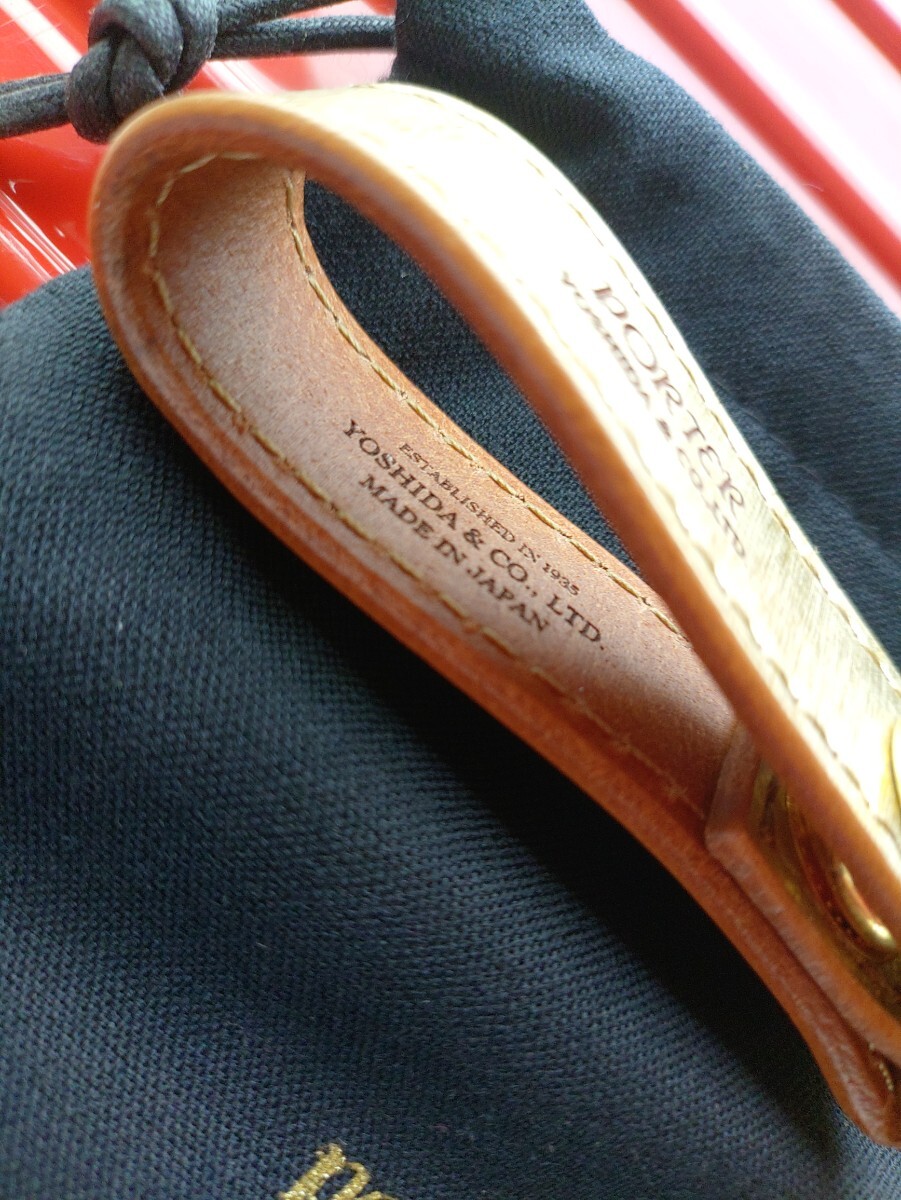 PORTER
YOSHIDA & CO., LTD.
ESTABLISHED IN 1935
YOSHIDA & CO., LTD.
MADE IN JAPAN